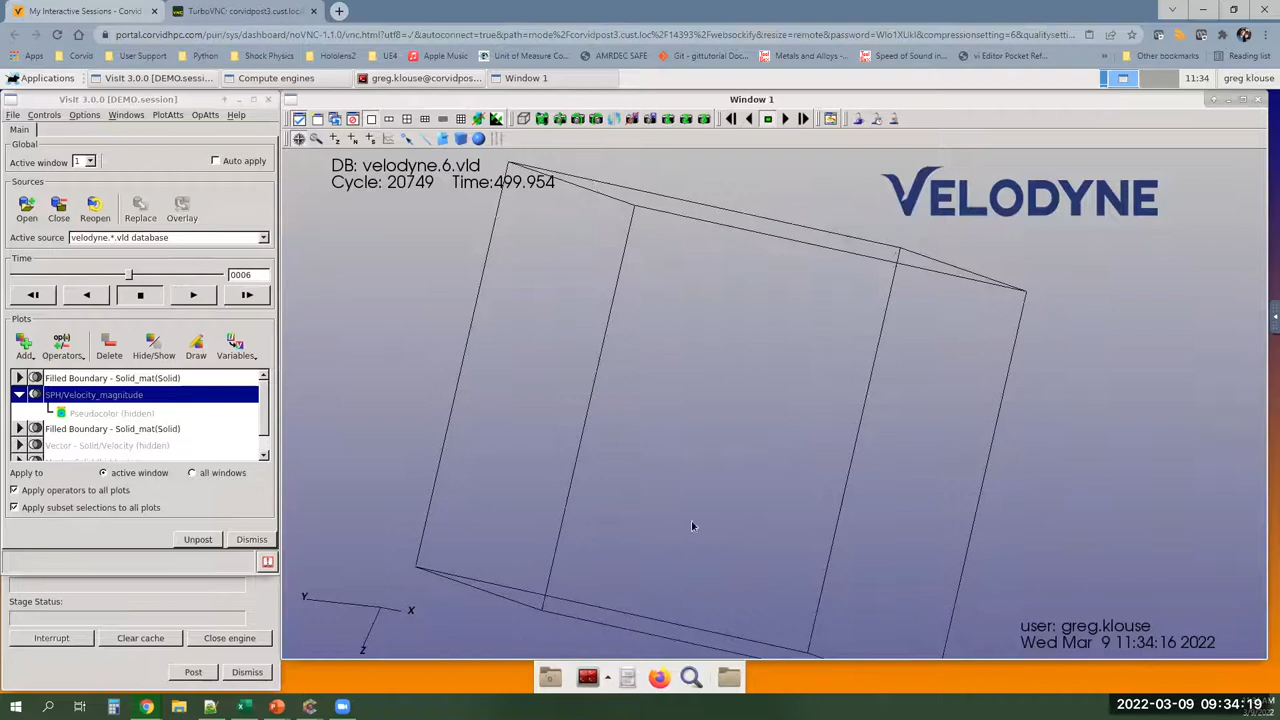 My Interactive Sessions - Corvid
TurboVNC: corvidpost3.cust.loc
portal.corvidhpc.com/pun/sys/dashboard/noVNC-1.1.0/vnc.html?utf8=✓&autoconnect=true&path=mode%2Fcorvidpost3.cust.loc%2F14393%2Fwebsockify&resize=remote&password=Wlo1XUkI&compressionsetting=6&qualitysetti...
Apps
Corvid
User Support
Python
Shock Physics
Hololens2
UE4
Apple Music
Unit of Measure Co...
AMRDEC SAFE
Git - gittutorial Doc...
Metals and Alloys -...
Speed of Sound in...
vi Editor Pocket Ref...
Other bookmarks
Reading list
Applications
VisIt 3.0.0 [DEMO.sessi...
Compute engines
greg.klouse@corvidpos...
Window 1
11:34
greg klouse
VisIt 3.0.0 [DEMO.session]
Window 1
File Controls Options Windows PlotAtts OpAtts Help
Main
Global
Active window 1
Auto apply
Sources
Open Close Reopen Replace Overlay
Active source velodyne.*.vld database
Time
0006
Plots
Add. Operators. Delete Hide/Show Draw Variables.
Filled Boundary - Solid_mat(Solid)
SPH/Velocity_magnitude
Pseudocolor (hidden)
Filled Boundary - Solid_mat(Solid)
Vector - Solid/Velocity (hidden)
Apply to active window all windows
Apply operators to all plots
Apply subset selections to all plots
Unpost Dismiss
Stage Status:
Interrupt Clear cache Close engine
Post Dismiss
DB: velodyne.6.vld
Cycle: 20749 Time:499.954
VELODYNE
Y
X
Z
user: greg.klouse
Wed Mar 9 11:34:16 2022
2022-03-09 09:34:19